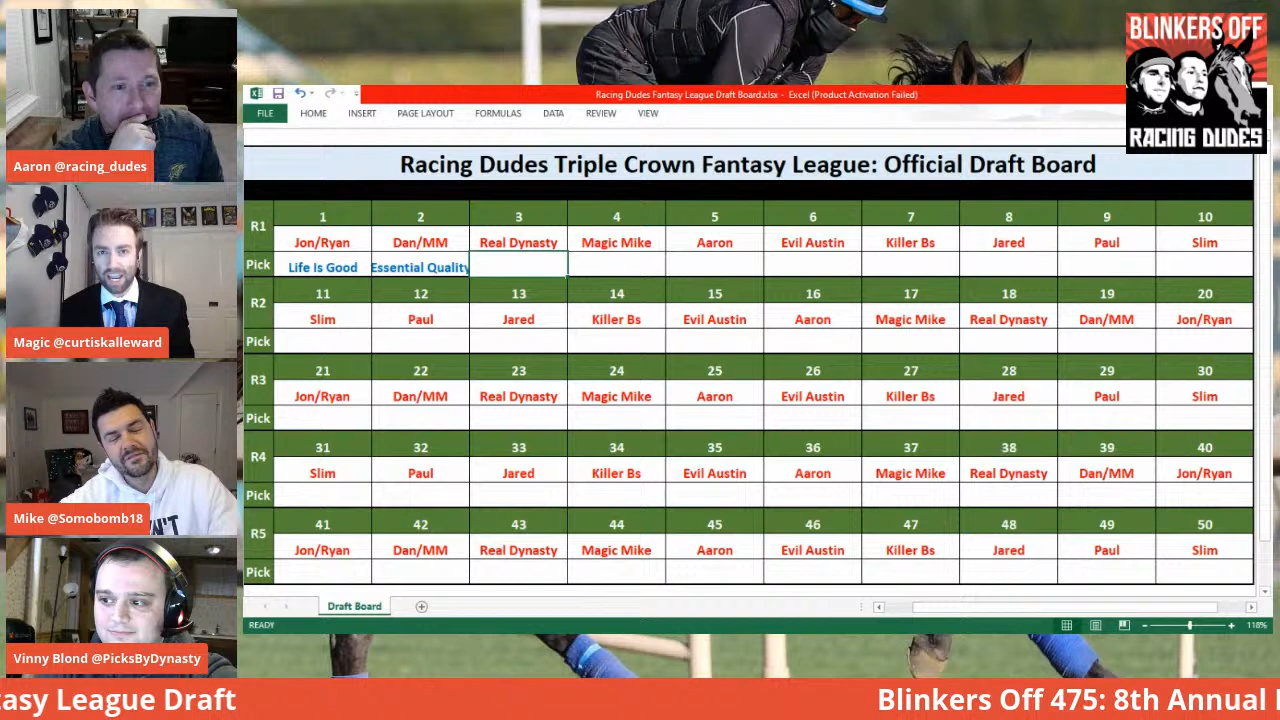 BLINKERS OFF
RACING DUDES
Racing Dudes Fantasy League Draft Board.xlsx - Excel (Product Activation Failed)
FILE HOME INSERT PAGE LAYOUT FORMULAS DATA REVIEW VIEW
Racing Dudes Triple Crown Fantasy League: Official Draft Board
R1 1 2 3 4 5 6 7 8 9 10
Jon/Ryan Dan/MM Real Dynasty Magic Mike Aaron Evil Austin Killer Bs Jared Paul Slim
Pick Life Is Good Essential Quality
R2 11 12 13 14 15 16 17 18 19 20
Slim Paul Jared Killer Bs Evil Austin Aaron Magic Mike Real Dynasty Dan/MM Jon/Ryan
Pick
R3 21 22 23 24 25 26 27 28 29 30
Jon/Ryan Dan/MM Real Dynasty Magic Mike Aaron Evil Austin Killer Bs Jared Paul Slim
Pick
R4 31 32 33 34 35 36 37 38 39 40
Slim Paul Jared Killer Bs Evil Austin Aaron Magic Mike Real Dynasty Dan/MM Jon/Ryan
Pick
R5 41 42 43 44 45 46 47 48 49 50
Jon/Ryan Dan/MM Real Dynasty Magic Mike Aaron Evil Austin Killer Bs Jared Paul Slim
Pick
Draft Board
READY 118%
Aaron @racing_dudes
Magic @curtiskalleward
Mike @Somobomb18
Vinny Blond @PicksByDynasty
tasy League Draft
Blinkers Off 475: 8th Annual